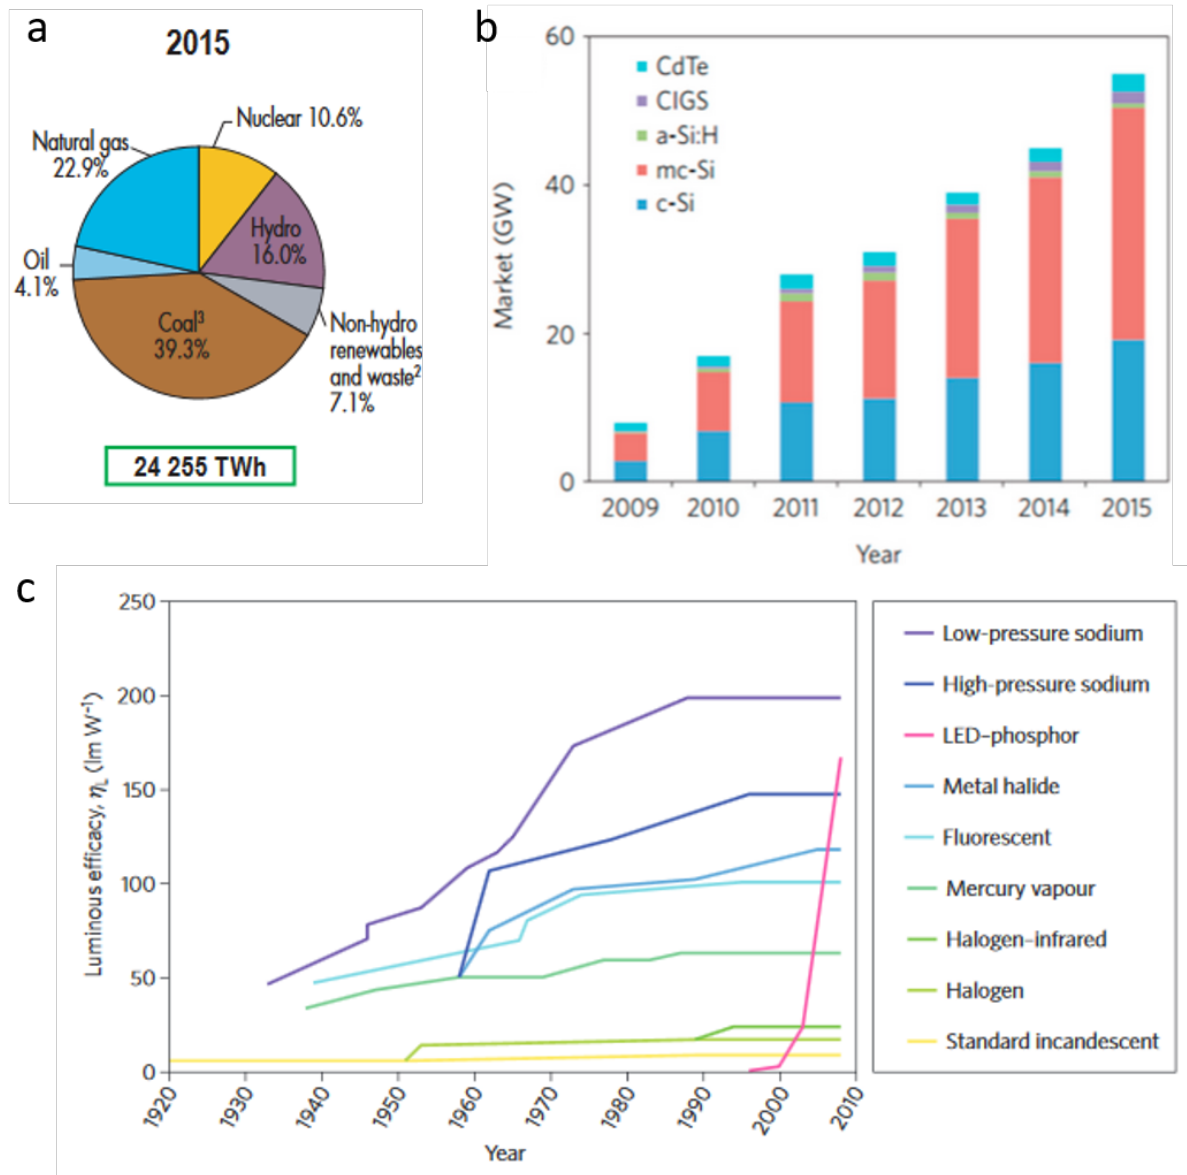 a
2015
Nuclear 10.6%
Natural gas
22.9%
Hydro
16.0%
Oil
4.1%
Coal³
39.3%
Non-hydro
renewables
and waste²
7.1%
24 255 TWh
b
60
40
20
0
Market (GW)
CdTe
CIGS
a-Si:H
mc-Si
c-Si
2009 2010 2011 2012 2013 2014 2015
Year
c
250
200
150
100
50
0
Luminous efficacy, ηL (lm W⁻¹)
1920 1930 1940 1950 1960 1970 1980 1990 2000 2010
Year
Low-pressure sodium
High-pressure sodium
LED–phosphor
Metal halide
Fluorescent
Mercury vapour
Halogen–infrared
Halogen
Standard incandescent